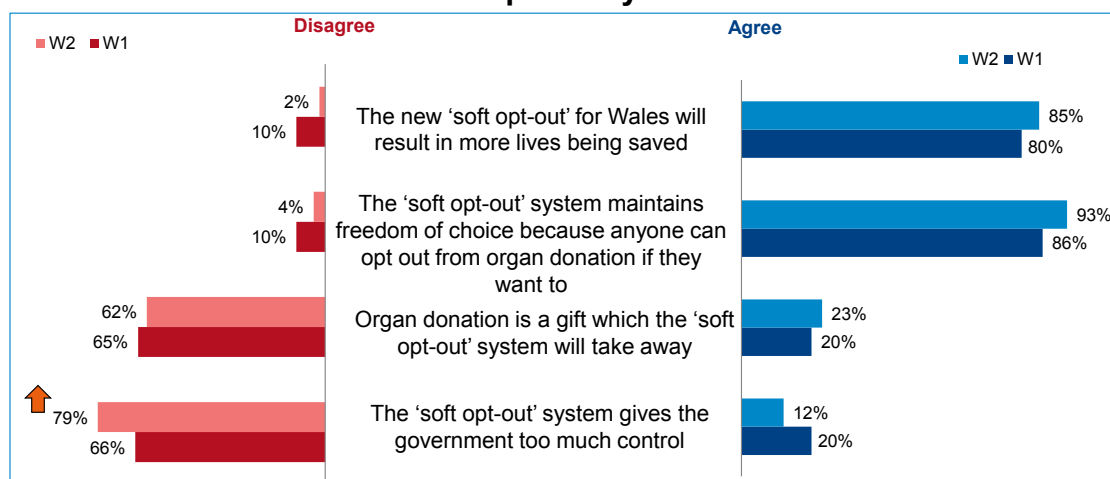 Disagree
Agree
W2 W1
W2 W1
2%
10%
The new ‘soft opt-out’ for Wales will
result in more lives being saved
85%
80%
4%
10%
The ‘soft opt-out’ system maintains
freedom of choice because anyone can
opt out from organ donation if they
want to
93%
86%
62%
65%
Organ donation is a gift which the ‘soft
opt-out’ system will take away
23%
20%
79%
66%
The ‘soft opt-out’ system gives the
government too much control
12%
20%